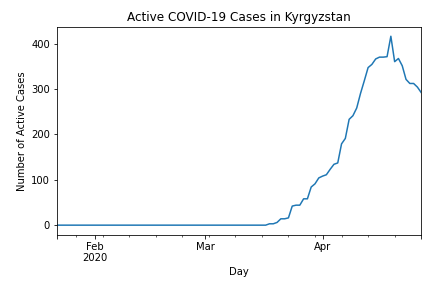 Active COVID-19 Cases in Kyrgyzstan
400
300
200
100
0
Number of Active Cases
Feb
2020
Mar
Apr
Day